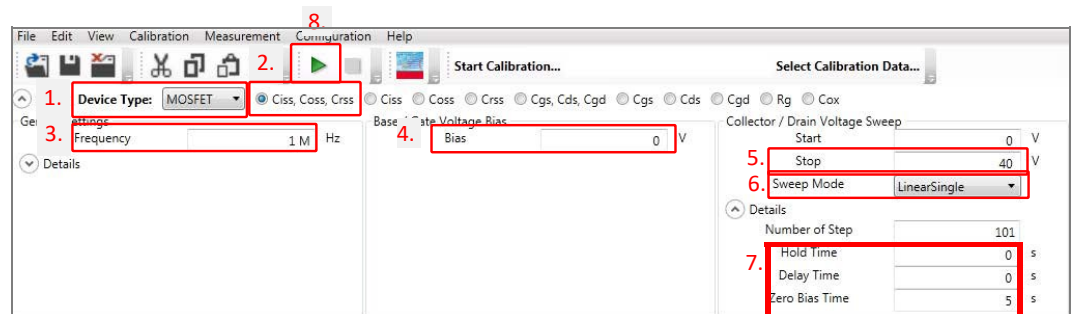 8.
File Edit View Calibration Measurement Configuration Help
2. Start Calibration... Select Calibration Data...
1. Device Type: MOSFET Ciss, Coss, Crss Ciss Coss Crss Cgs, Cds, Cgd Cgs Cds Cgd Rg Cox
Settings Gate Voltage Bias Collector / Drain Voltage Sweep
3. Frequency 1 M Hz 4. Bias 0 V Start 0 V
Details 5. Stop 40 V
6. Sweep Mode LinearSingle
Details
Number of Step 101
7. Hold Time 0 s
Delay Time 0 s
Zero Bias Time 5 s